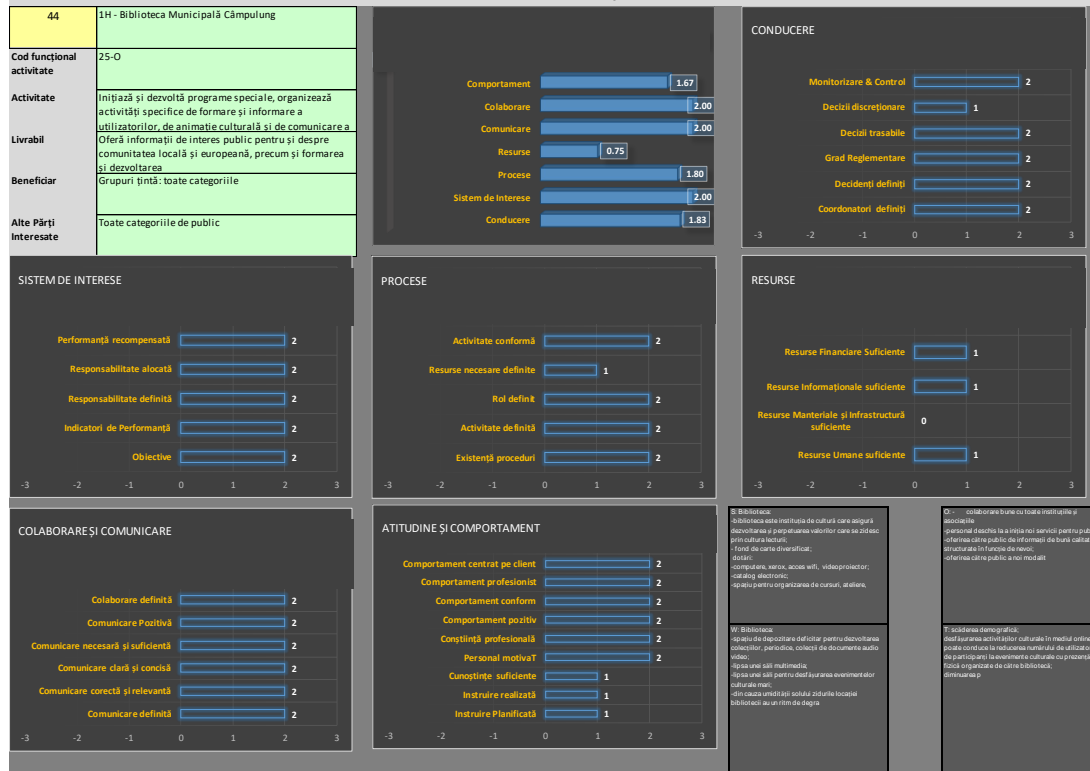 44
1H - Biblioteca Municipală Câmpulung
Cod funcțional
activitate
25-O
Activitate
Inițiază și dezvoltă programe speciale, organizează
activități specifice de formare și informare a
utilizatorilor, de animație culturală și de comunicare a
Livrabil
Oferă informații de interes public pentru și despre
comunitatea locală și europeană, precum și formarea
și dezvoltarea
Beneficiar
Grupuri țintă: toate categoriile
Alte Părți
Interesate
Toate categoriile de public
Comportament 1.67
Colaborare 2.00
Comunicare 2.00
Resurse 0.75
Procese 1.80
Sistem de Interese 2.00
Conducere 1.83
CONDUCERE
Monitorizare & Control 2
Decizii discreționare 1
Decizii trasabile 2
Grad Reglementare 2
Decidenți definiți 2
Coordonatori definiți 2
-3 -2 -1 0 1 2 3
SISTEM DE INTERESE
Performanță recompensată 2
Responsabilitate alocată 2
Responsabilitate definită 2
Indicatori de Performanță 2
Obiective 2
-3 -2 -1 0 1 2 3
PROCESE
Activitate conformă 2
Resurse necesare definite 1
Rol definit 2
Activitate definită 2
Existență proceduri 2
-3 -2 -1 0 1 2 3
RESURSE
Resurse Financiare Suficiente 1
Resurse Informaționale suficiente 1
Resurse Manteriale și Infrastructură
suficiente 0
Resurse Umane suficiente 1
-3 -2 -1 0 1 2 3
COLABORARE ȘI COMUNICARE
Colaborare definită 2
Comunicare Pozitivă 2
Comunicare necesară și suficientă 2
Comunicare clară și concisă 2
Comunicare corectă și relevantă 2
Comunicare definită 2
-3 -2 -1 0 1 2 3
ATITUDINE ȘI COMPORTAMENT
Comportament centrat pe client 2
Comportament profesionist 2
Comportament conform 2
Comportament pozitiv 2
Conștiință profesională 2
Personal motivaT 2
Cunoștințe suficiente 1
Instruire realizată 1
Instruire Planificată 1
-3 -2 -1 0 1 2 3
S: Biblioteca:
-biblioteca este instituția de cultură care asigură
dezvoltarea și perpetuarea valorilor care se zidesc
prin cultura lecturii;
- fond de carte diversificat;
dotări:
-computere, xerox, acces wifi, videoproiector;
-catalog electronic;
-spațiu pentru organizarea de cursuri, ateliere,
O: - colaborare bune cu toate instituțiile și
asociațiile
-personal deschis la a iniția noi servicii pentru pub
-oferirea către public de informații de bună calitat
structurate în funcție de nevoi;
-oferirea către public a noi modalit
W: Biblioteca:
-spațiu de depozitare deficitar pentru dezvoltarea
colecțiilor, periodice, colecții de documente audio
video;
-lipsa unei săli multimedia;
-lipsa unei săli pentru desfășurarea evenimentelor
culturale mari;
-din cauza umidității solului zidurile locației
bibliotecii au un ritm de degra
T: scăderea demografică;
desfășurarea activităților culturale în mediul online
poate conduce la reducerea numărului de utilizator
de participanți la evenimente culturale cu prezență
fizică organizate de către bibliotecă;
diminuarea p